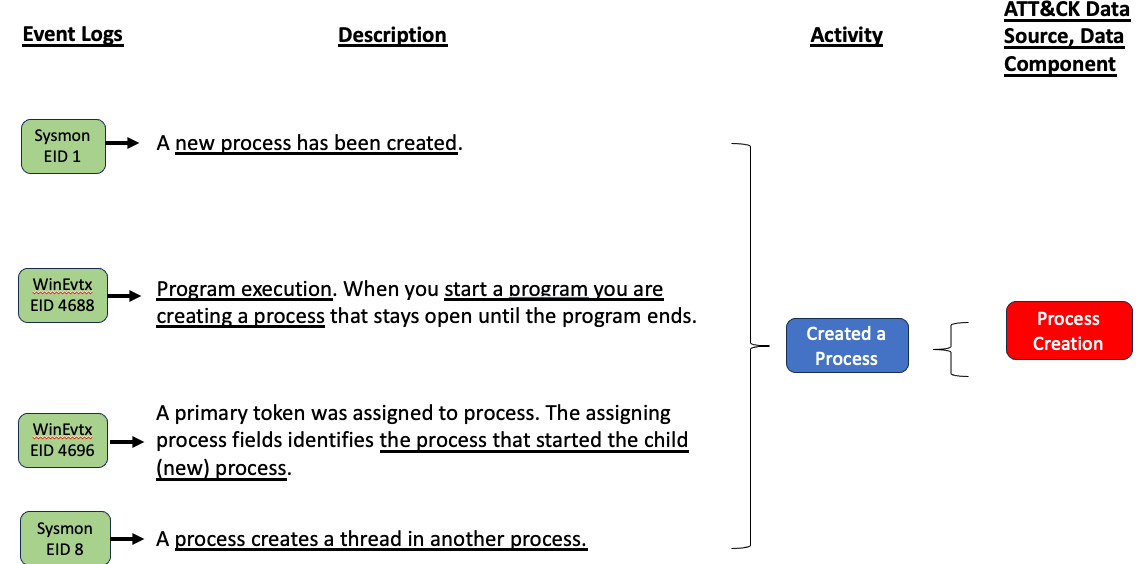 Event Logs
Description
Activity
ATT&CK Data
Source, Data
Component
Sysmon
EID 1
A new process has been created.
WinEvtx
EID 4688
Program execution. When you start a program you are
creating a process that stays open until the program ends.
Created a
Process
Process
Creation
WinEvtx
EID 4696
A primary token was assigned to process. The assigning
process fields identifies the process that started the child
(new) process.
Sysmon
EID 8
A process creates a thread in another process.